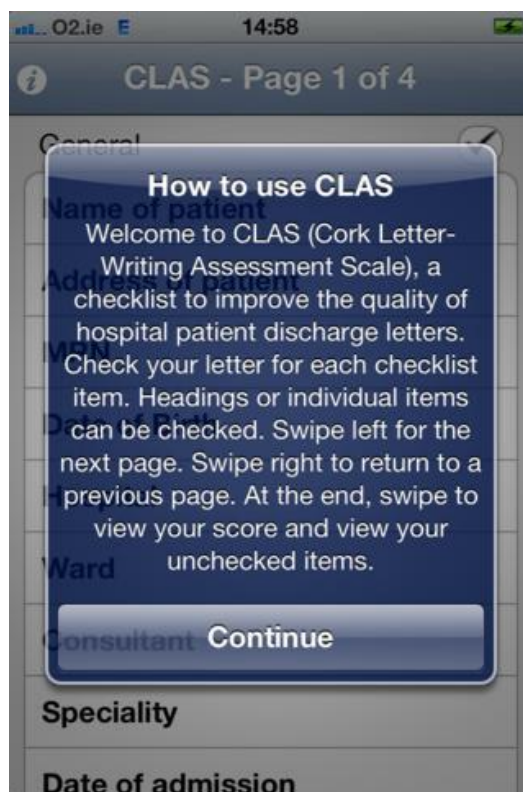 O2.ie E 14:58
CLAS - Page 1 of 4
General
How to use CLAS
Welcome to CLAS (Cork Letter-
Writing Assessment Scale), a
checklist to improve the quality of
hospital patient discharge letters.
Check your letter for each checklist
item. Headings or individual items
can be checked. Swipe left for the
next page. Swipe right to return to a
previous page. At the end, swipe to
view your score and view your
unchecked items.
Continue
Name of patient
Address of patient
MRN
Date of Birth
Hospital
Ward
Consultant
Speciality
Date of admission